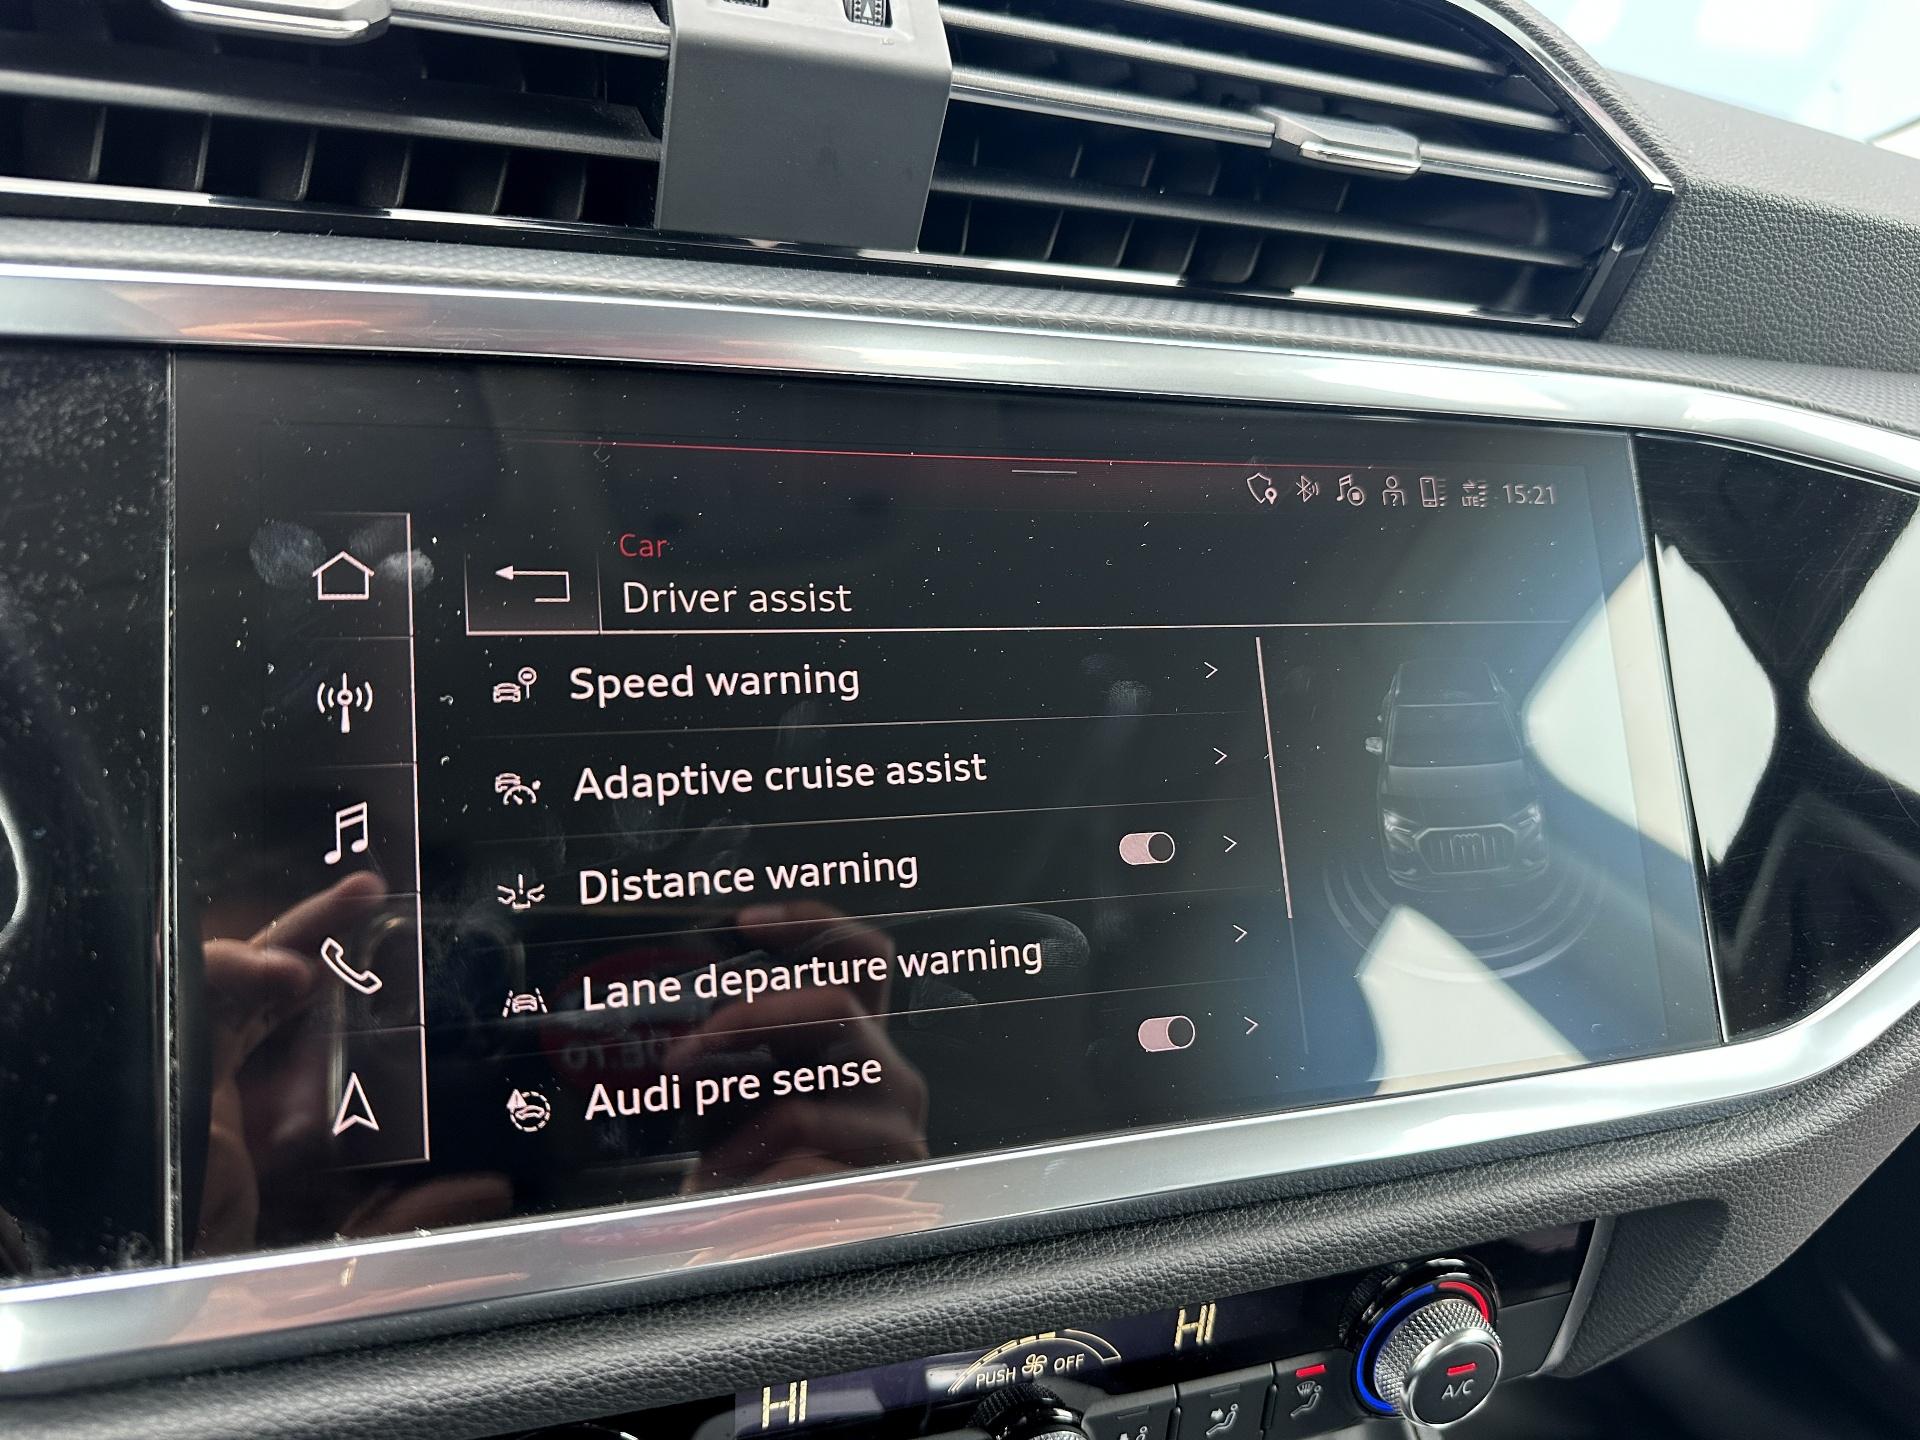 LTE 15:21
Car
Driver assist
Speed warning
Adaptive cruise assist
Distance warning
Lane departure warning
Audi pre sense
HI
PUSH OFF
HI
A/C